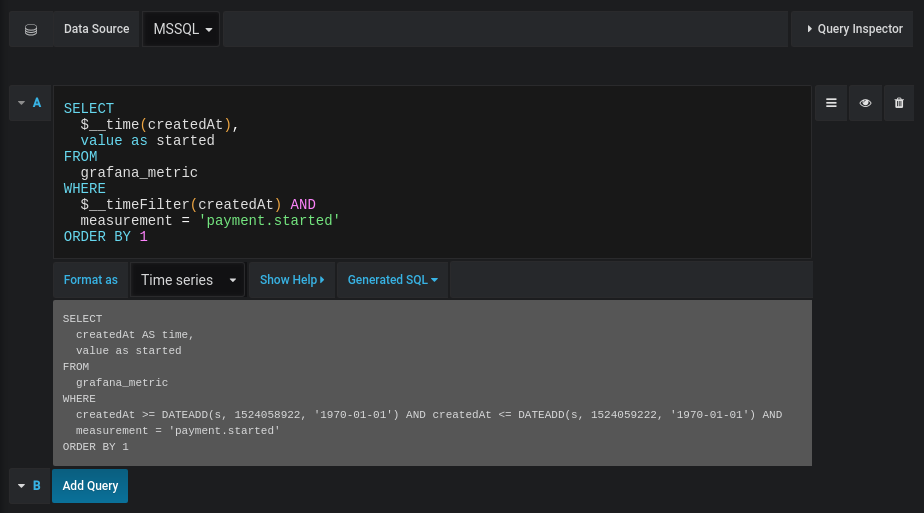 Data Source MSSQL Query Inspector
A
SELECT
$__time(createdAt),
value as started
FROM
grafana_metric
WHERE
$__timeFilter(createdAt) AND
measurement = 'payment.started'
ORDER BY 1
Format as Time series Show Help Generated SQL
SELECT
createdAt AS time,
value as started
FROM
grafana_metric
WHERE
createdAt >= DATEADD(s, 1524058922, '1970-01-01') AND createdAt <= DATEADD(s, 1524059222, '1970-01-01') AND
measurement = 'payment.started'
ORDER BY 1
B Add Query